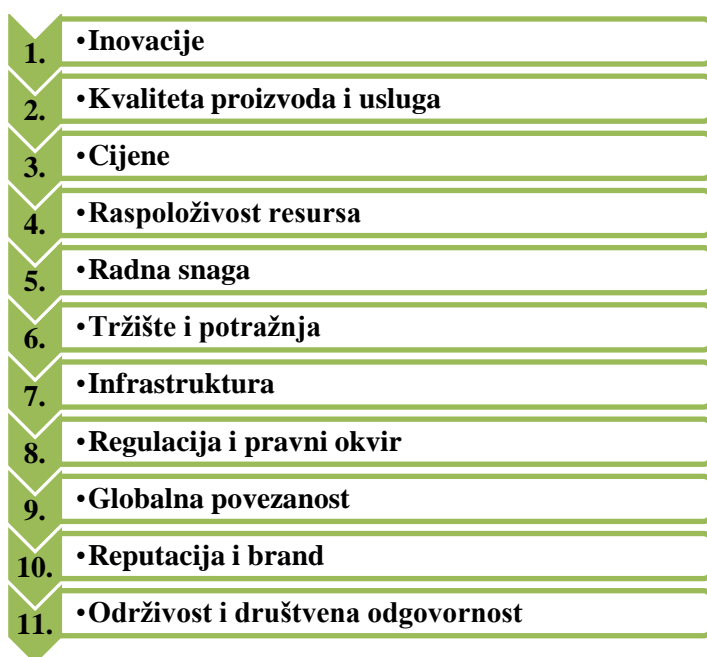 1. •Inovacije
2. •Kvaliteta proizvoda i usluga
3. •Cijene
4. •Raspoloživost resursa
5. •Radna snaga
6. •Tržište i potražnja
7. •Infrastruktura
8. •Regulacija i pravni okvir
9. •Globalna povezanost
10. •Reputacija i brand
11. •Održivost i društvena odgovornost